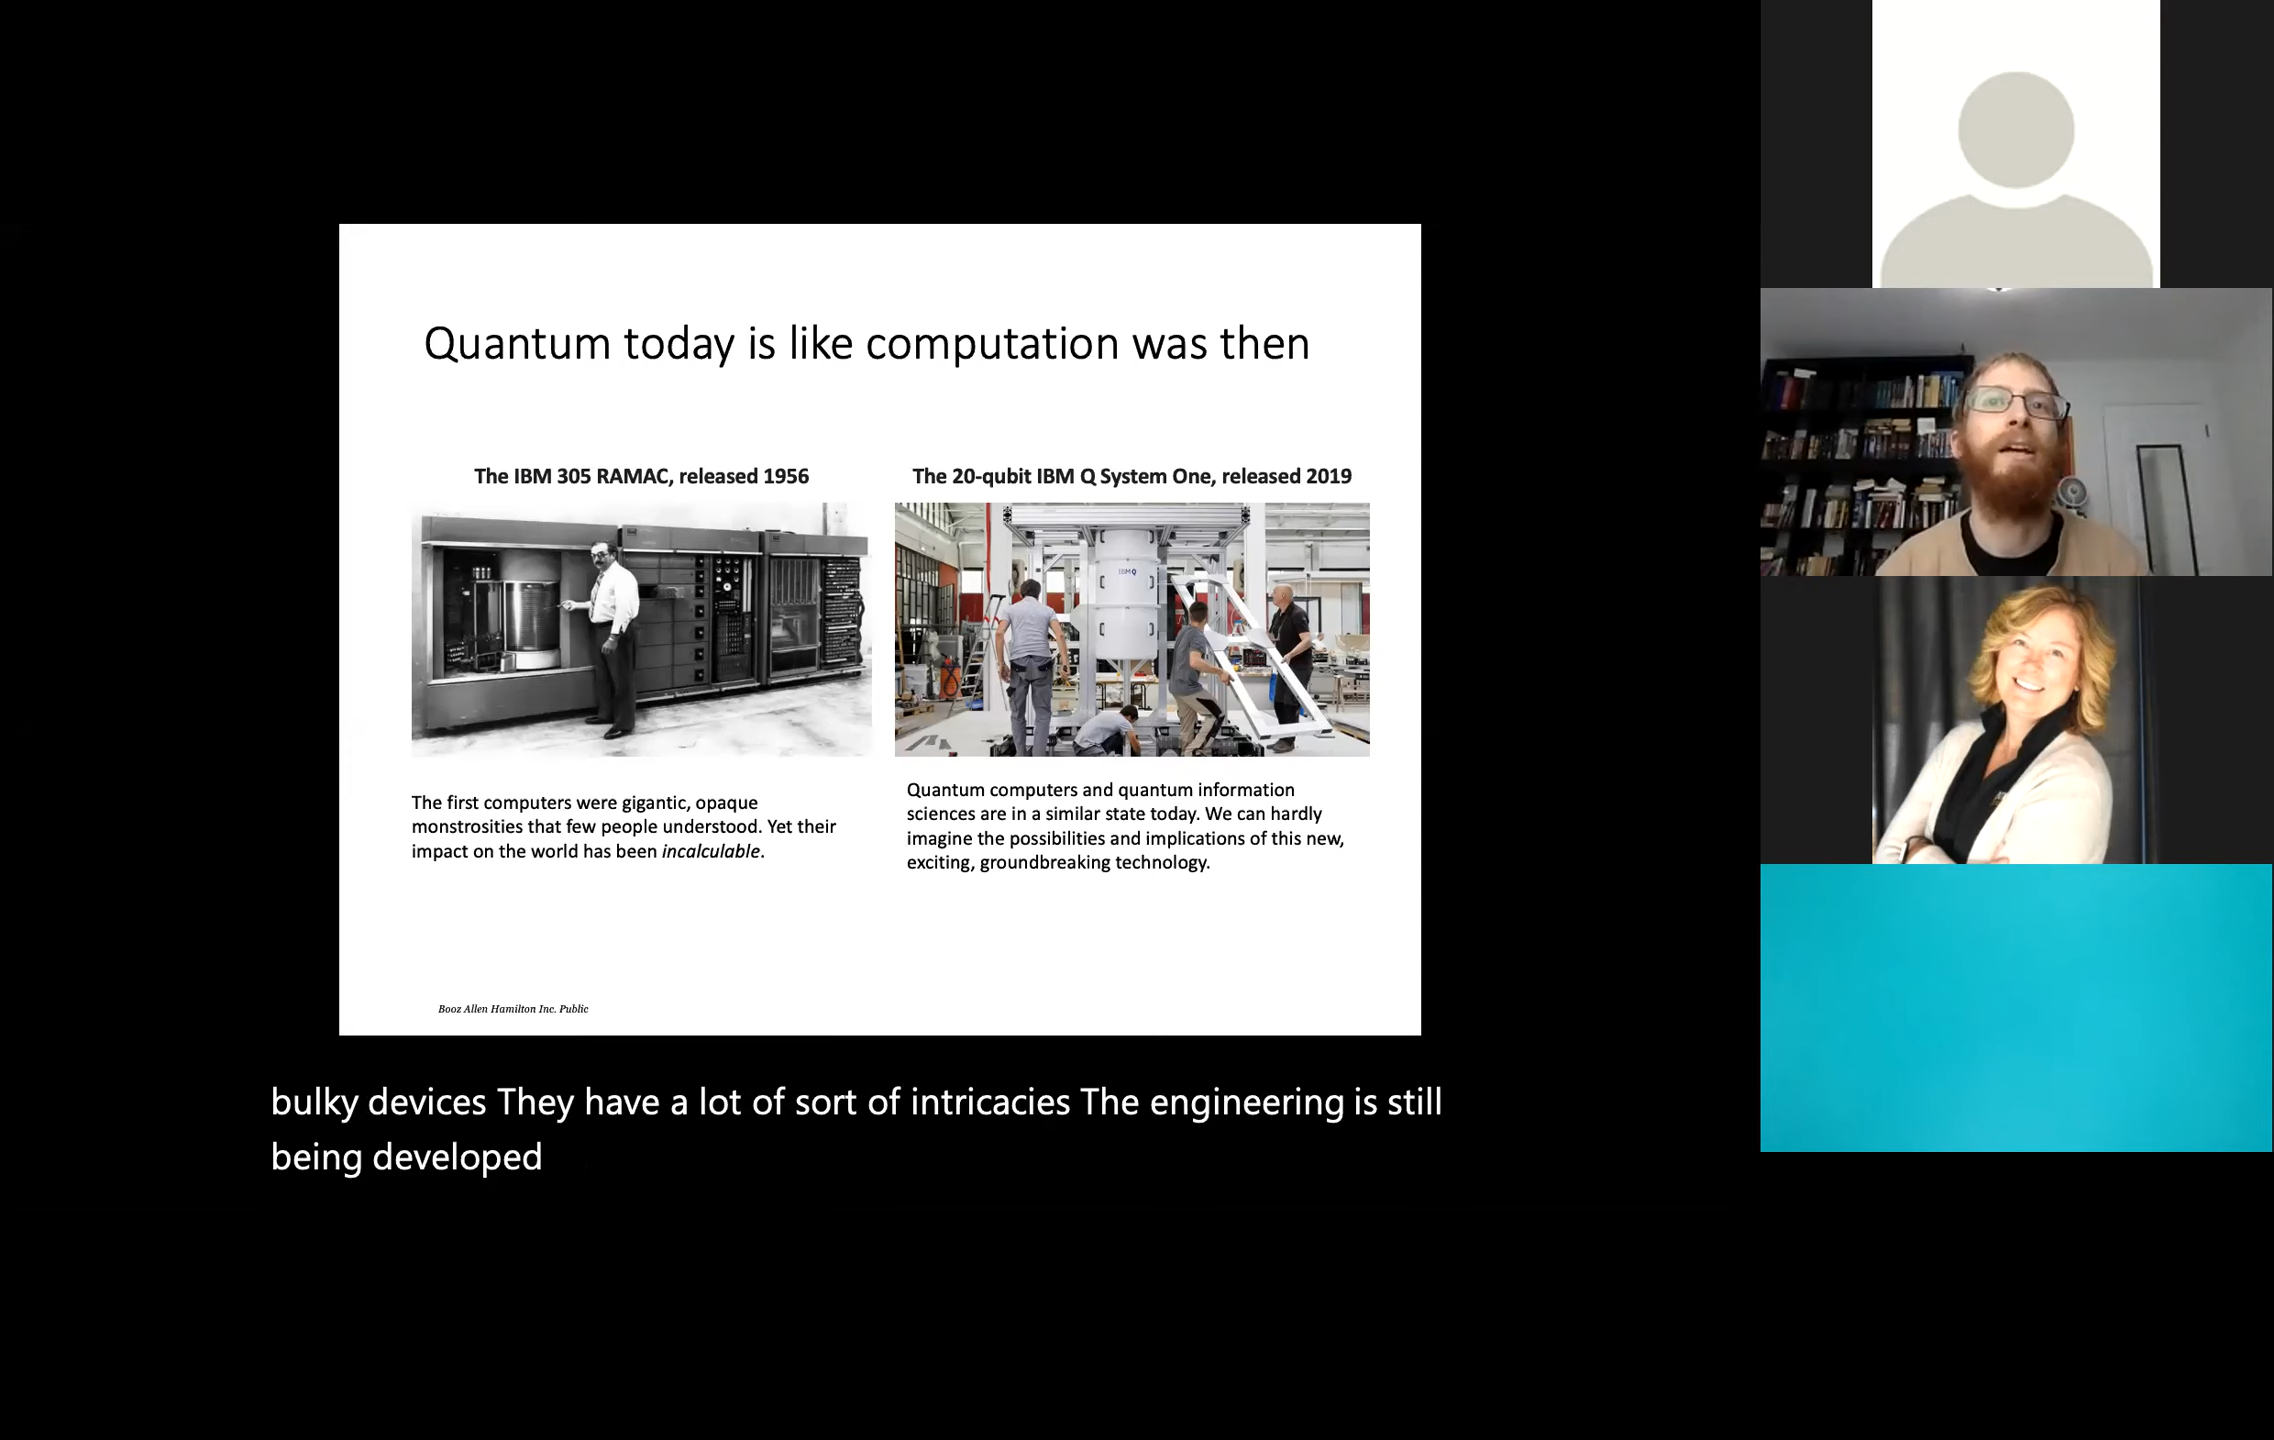 Quantum today is like computation was then
The IBM 305 RAMAC, released 1956
The 20-qubit IBM Q System One, released 2019
IBM Q
The first computers were gigantic, opaque
monstrosities that few people understood. Yet their
impact on the world has been incalculable.
Quantum computers and quantum information
sciences are in a similar state today. We can hardly
imagine the possibilities and implications of this new,
exciting, groundbreaking technology.
Booz Allen Hamilton Inc. Public
bulky devices They have a lot of sort of intricacies The engineering is still
being developed